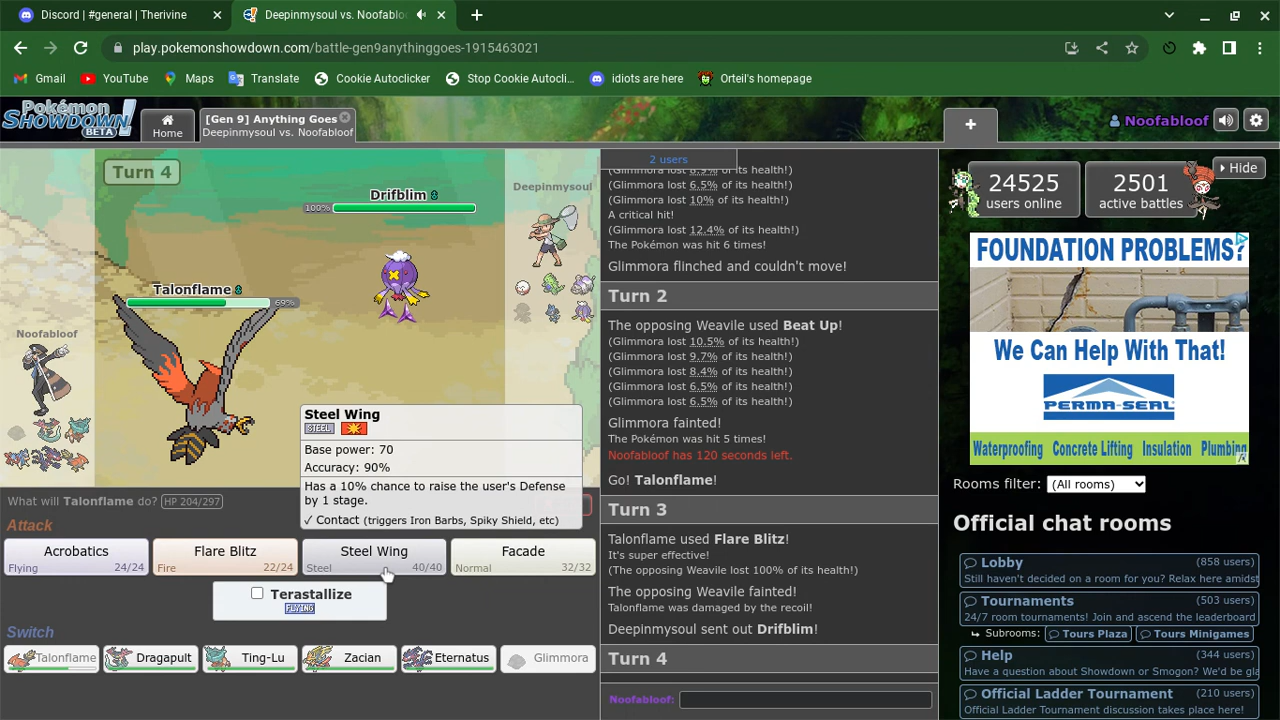 Discord | #general | Therivine
Deepinmysoul vs. Noofabloo
play.pokemonshowdown.com/battle-gen9anythinggoes-1915463021
Gmail
YouTube
Maps
Translate
Cookie Autoclicker
Stop Cookie Autocli...
idiots are here
Orteil's homepage
Pokémon
SHOWDOWN!
BETA
Home
[Gen 9] Anything Goes
Deepinmysoul vs. Noofabloof
+
Noofabloof
Turn 4
Drifblim
100%
Talonflame
69%
Noofabloof
Deepinmysoul
Steel Wing
STEEL
Base power: 70
Accuracy: 90%
Has a 10% chance to raise the user's Defense
by 1 stage.
✓ Contact (triggers Iron Barbs, Spiky Shield, etc)
What will Talonflame do? HP 204/297
Attack
Acrobatics
Flying 24/24
Flare Blitz
Fire 22/24
Steel Wing
Steel 40/40
Facade
Normal 32/32
Terastallize
FLYING
Switch
Talonflame
Dragapult
Ting-Lu
Zacian
Eternatus
Glimmora
2 users
(Glimmora lost 8.9% of its health!)
(Glimmora lost 6.5% of its health!)
(Glimmora lost 10% of its health!)
A critical hit!
(Glimmora lost 12.4% of its health!)
The Pokémon was hit 6 times!
Glimmora flinched and couldn't move!
Turn 2
The opposing Weavile used Beat Up!
(Glimmora lost 10.5% of its health!)
(Glimmora lost 9.7% of its health!)
(Glimmora lost 8.4% of its health!)
(Glimmora lost 6.5% of its health!)
(Glimmora lost 6.5% of its health!)
Glimmora fainted!
The Pokémon was hit 5 times!
Noofabloof has 120 seconds left.
Go! Talonflame!
Turn 3
Talonflame used Flare Blitz!
It's super effective!
(The opposing Weavile lost 100% of its health!)
The opposing Weavile fainted!
Talonflame was damaged by the recoil!
Deepinmysoul sent out Drifblim!
Turn 4
Noofabloof:
24525
users online
2501
active battles
Hide
FOUNDATION PROBLEMS?
We Can Help With That!
PERMA-SEAL
Waterproofing Concrete Lifting Insulation Plumbing
Rooms filter: (All rooms)
Official chat rooms
Lobby (858 users)
Still haven't decided on a room for you? Relax here amidst
Tournaments (503 users)
24/7 room tournaments! Join and ascend the leaderboard
Subrooms: Tours Plaza Tours Minigames
Help (344 users)
Have a question about Showdown or Smogon? We'd be gla
Official Ladder Tournament (210 users)
Official Ladder Tournament discussion takes place here!